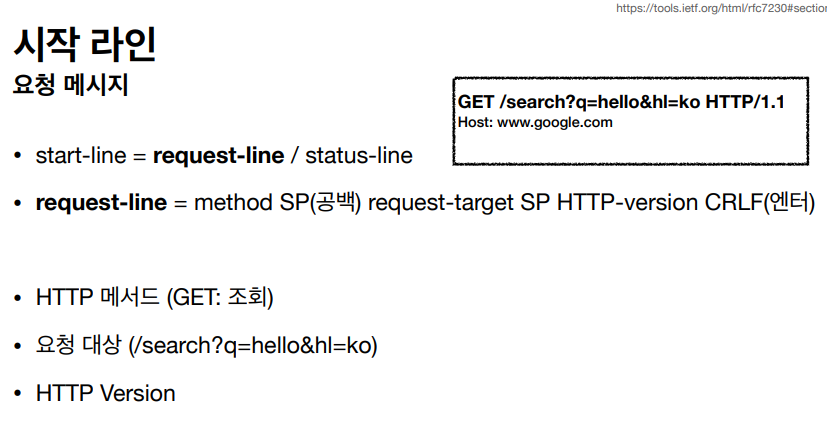 https://tools.ietf.org/html/rfc7230#section
시작 라인
요청 메시지
GET /search?q=hello&hl=ko HTTP/1.1
Host: www.google.com
• start-line = request-line / status-line
• request-line = method SP(공백) request-target SP HTTP-version CRLF(엔터)
• HTTP 메서드 (GET: 조회)
• 요청 대상 (/search?q=hello&hl=ko)
• HTTP Version